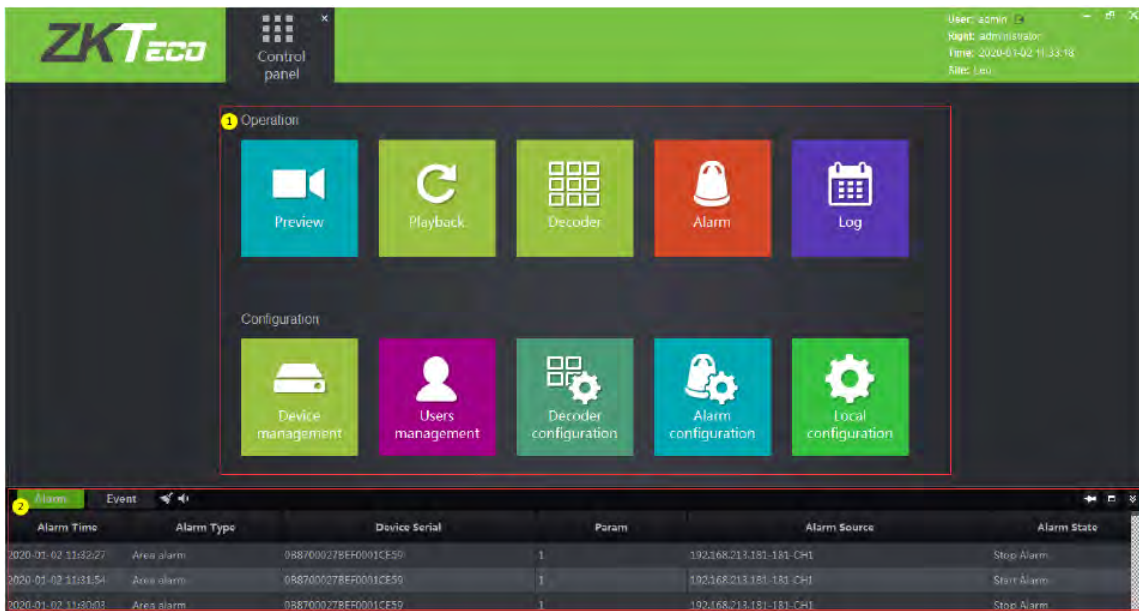 ZKTECO
Control
panel
User: admin
Right: administrator
Time: 2020-01-02 11:33:18
Site: Leo
1 Operation
Preview
Playback
Decoder
Alarm
Log
Configuration
Device
management
Users
management
Decoder
configuration
Alarm
configuration
Local
configuration
2 Alarm Event
Alarm Time Alarm Type Device Serial Param Alarm Source Alarm State
2020-01-02 11:32:27 Area alarm 0B8700027BEF0001CE59 1 192.168.213.181-181-CH1 Stop Alarm
2020-01-02 11:31:54 Area alarm 0B8700027BEF0001CE59 1 192.168.213.181-181-CH1 Start Alarm
2020-01-02 11:30:03 Area alarm 0B8700027BEF0001CE59 1 192.168.213.181-181-CH1 Stop Alarm